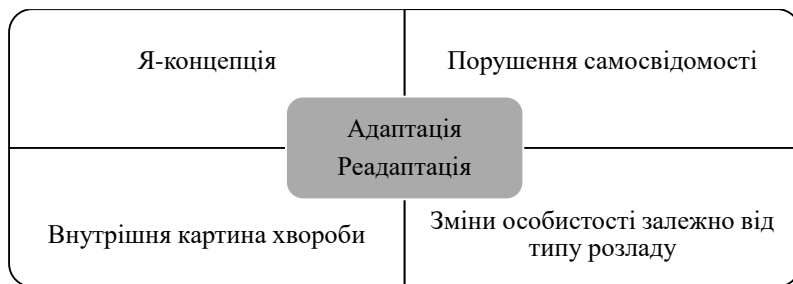 Я-концепція
Порушення самосвідомості
Адаптація
Реадаптація
Внутрішня картина хвороби
Зміни особистості залежно від
типу розладу